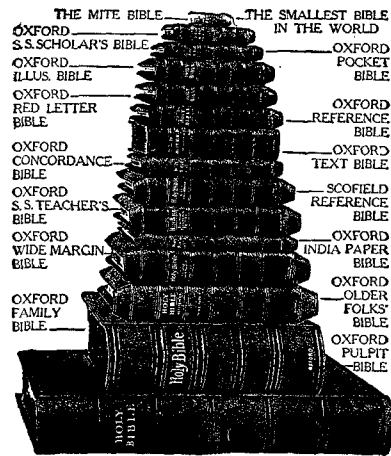 THE MITE BIBLE
THE SMALLEST BIBLE
IN THE WORLD
OXFORD
S.S. SCHOLAR'S BIBLE
OXFORD
POCKET
BIBLE
OXFORD
ILLUS. BIBLE
OXFORD
RED LETTER
BIBLE
OXFORD
REFERENCE
BIBLE
OXFORD
CONCORDANCE
BIBLE
OXFORD
TEXT BIBLE
OXFORD
S.S. TEACHER'S
BIBLE
SCOFIELD
REFERENCE
BIBLE
OXFORD
WIDE MARGIN
BIBLE
OXFORD
INDIA PAPER
BIBLE
OXFORD
FAMILY
BIBLE
OXFORD
OLDER
FOLKS'
BIBLE
OXFORD
PULPIT
BIBLE
HOLY
BIBLE
Holy Bible
OXFORD
HOLY
BIBLE